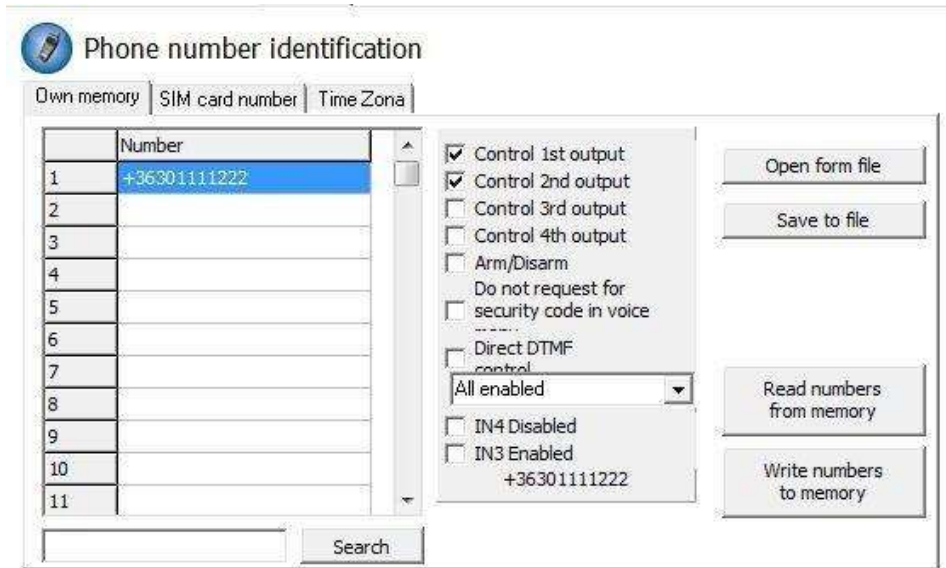 Phone number identification
Own memory
SIM card number
Time Zona
Number
1
+36301111222
2
3
4
5
6
7
8
9
10
11
Search
Control 1st output
Control 2nd output
Control 3rd output
Control 4th output
Arm/Disarm
Do not request for
security code in voice
Direct DTMF
control
All enabled
IN4 Disabled
IN3 Enabled
+36301111222
Open form file
Save to file
Read numbers
from memory
Write numbers
to memory